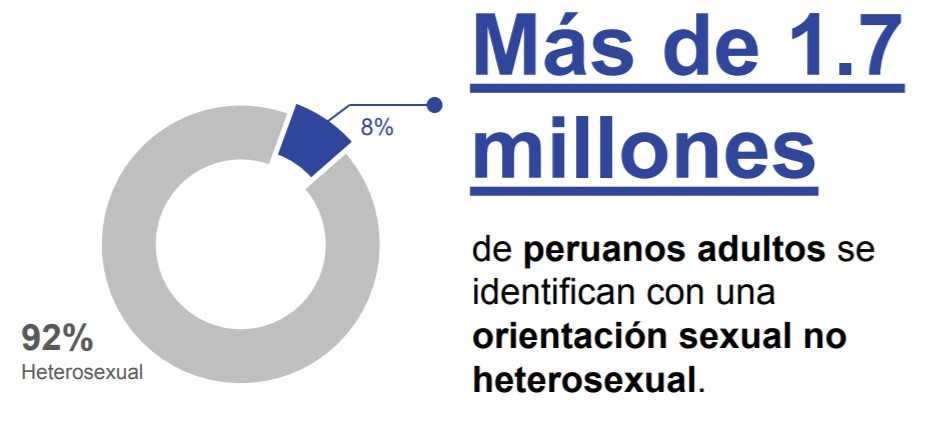 Más de 1.7
millones
8%
de peruanos adultos se
identifican con una
orientación sexual no
heterosexual.
92%
Heterosexual